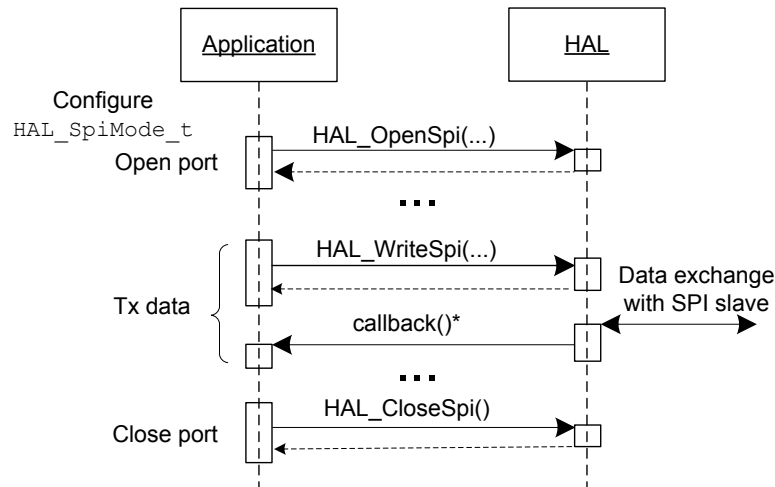 Application
HAL
Configure
HAL_SpiMode_t
HAL_OpenSpi(...)
Open port
...
HAL_WriteSpi(...)
Data exchange
with SPI slave
Tx data
callback()*
...
HAL_CloseSpi()
Close port